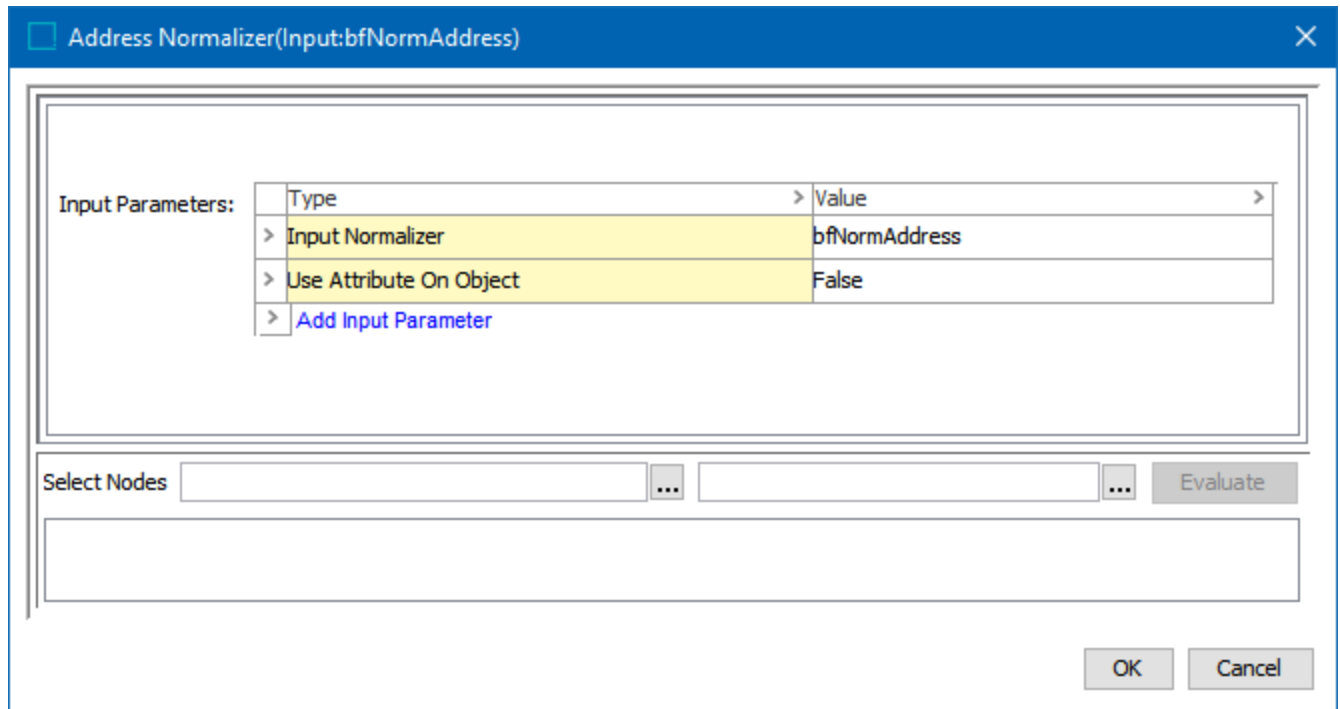 Address Normalizer(Input:bfNormAddress)
Input Parameters:
Type > Value >
> Input Normalizer bfNormAddress
> Use Attribute On Object False
> Add Input Parameter
Select Nodes ... ... Evaluate
OK Cancel